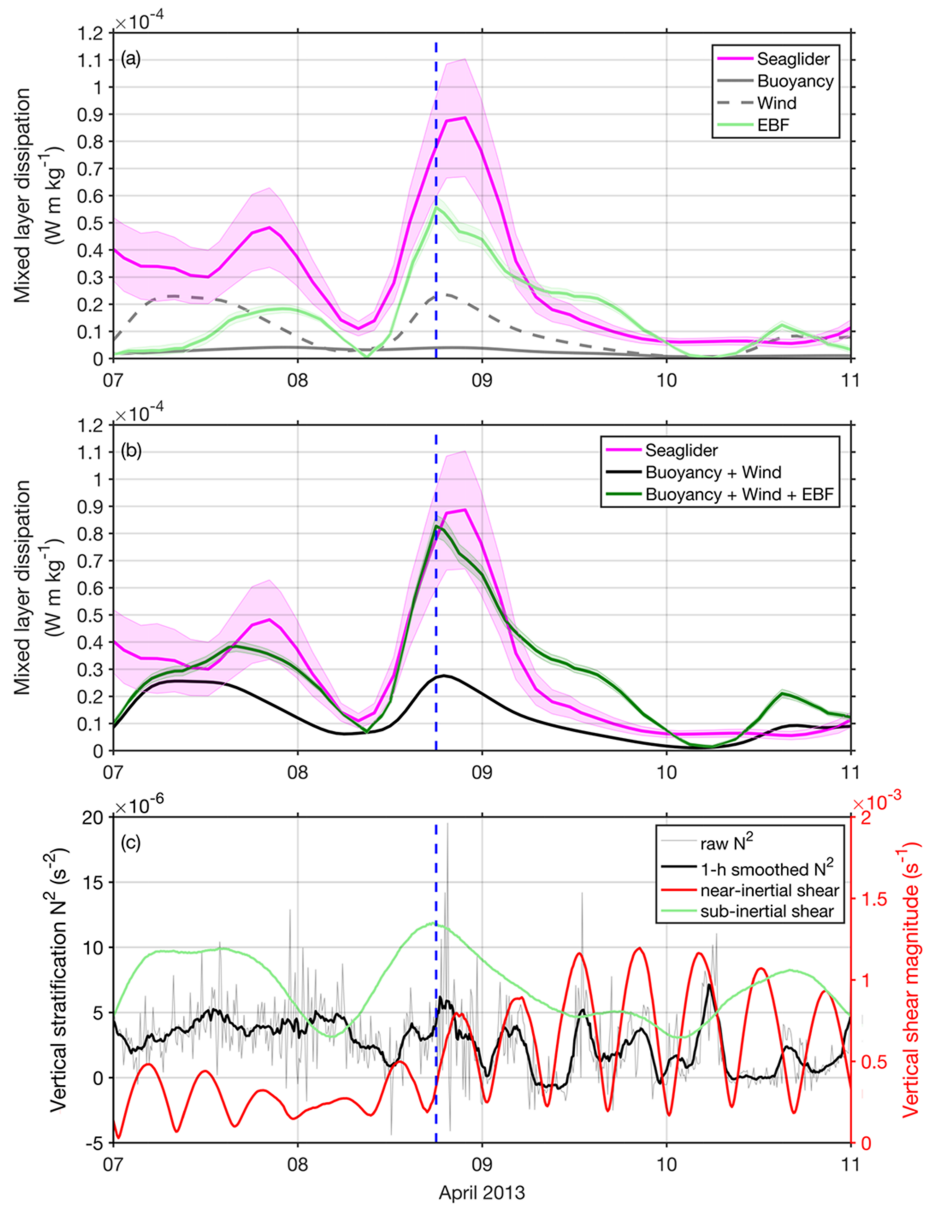 ×10⁻⁴
1.2
1.1
1
0.9
0.8
0.7
0.6
0.5
0.4
0.3
0.2
0.1
0
Mixed layer dissipation
(W m kg⁻¹)
(a)
Seaglider
Buoyancy
Wind
EBF
07
08
09
10
11
×10⁻⁴
1.2
1.1
1
0.9
0.8
0.7
0.6
0.5
0.4
0.3
0.2
0.1
0
Mixed layer dissipation
(W m kg⁻¹)
(b)
Seaglider
Buoyancy + Wind
Buoyancy + Wind + EBF
07
08
09
10
11
×10⁻⁶
20
15
10
5
0
-5
Vertical stratification N² (s⁻²)
(c)
raw N²
1-h smoothed N²
near-inertial shear
sub-inertial shear
×10⁻³
2
1.5
1
0.5
0
Vertical shear magnitude (s⁻¹)
07
08
09
10
11
April 2013